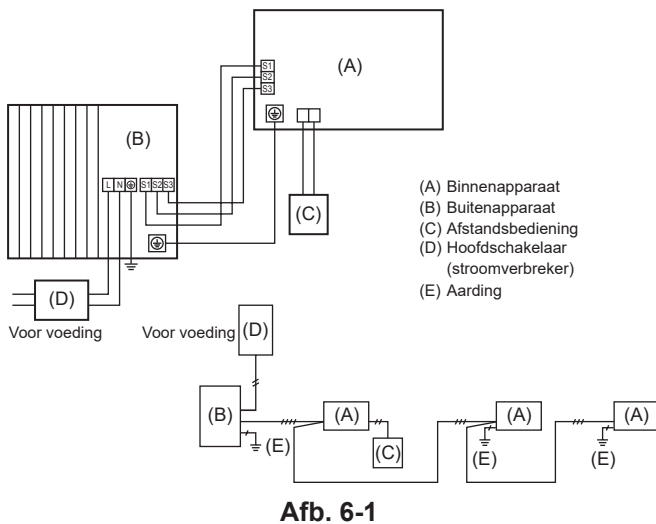 (A)
S1
S2
S3
(B)
L N S1 S2 S3
(C)
(A) Binnenapparaat
(B) Buitenapparaat
(C) Afstandsbediening
(D) Hoofdschakelaar
(stroomverbreker)
(E) Aarding
(D)
Voor voeding
Voor voeding
(D)
(B)
(E)
(A)
(C)
(A)
(E)
(A)
(E)
Afb. 6-1